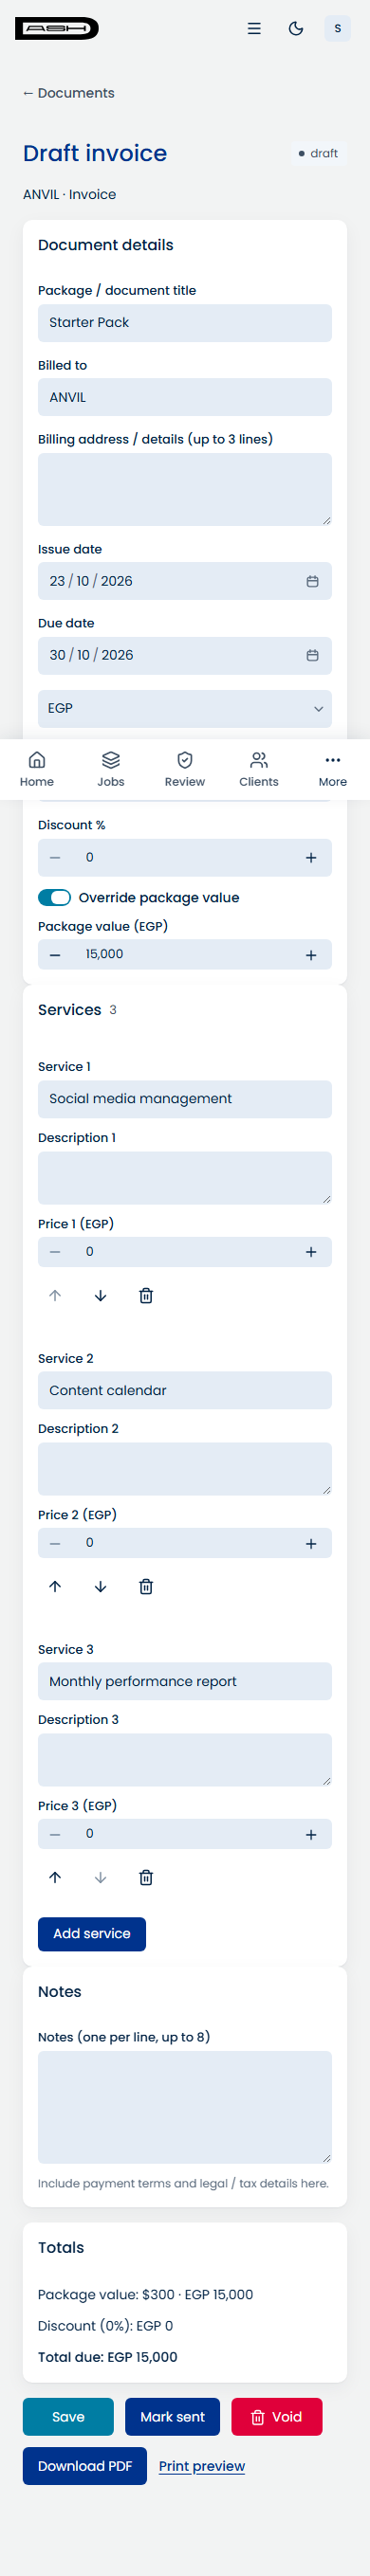 ASH
S
← Documents
Draft invoice
draft
ANVIL · Invoice
Document details
Package / document title
Starter Pack
Billed to
ANVIL
Billing address / details (up to 3 lines)
Issue date
23 / 10 / 2026
Due date
30 / 10 / 2026
EGP
Home
Jobs
Review
Clients
More
Discount %
0
Override package value
Package value (EGP)
15,000
Services 3
Service 1
Social media management
Description 1
Price 1 (EGP)
0
Service 2
Content calendar
Description 2
Price 2 (EGP)
0
Service 3
Monthly performance report
Description 3
Price 3 (EGP)
0
Add service
Notes
Notes (one per line, up to 8)
Include payment terms and legal / tax details here.
Totals
Package value: $300 · EGP 15,000
Discount (0%): EGP 0
Total due: EGP 15,000
Save
Mark sent
Void
Download PDF
Print preview